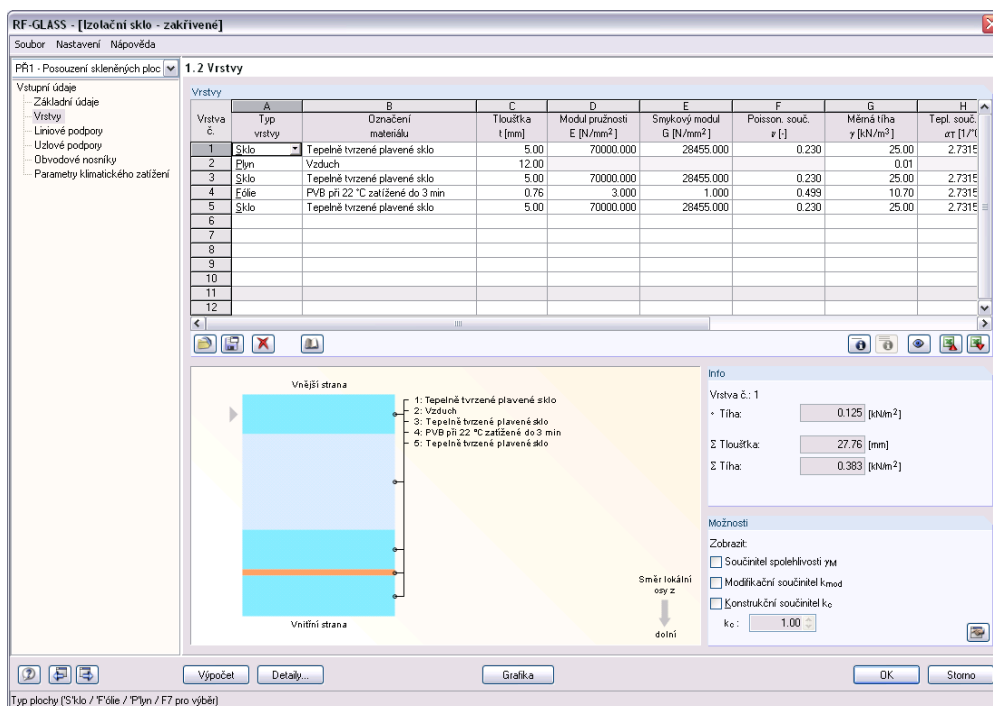 RF-GLASS - [Izolační sklo - zakřivené]
Soubor Nastavení Nápověda
PŘ1 - Posouzení skleněných ploc
1.2 Vrstvy
Vstupní údaje
Základní údaje
Vrstvy
Liniové podpory
Uzlové podpory
Obvodové nosníky
Parametry klimatického zatížení
Vrstvy
A B C D E F G H
Vrstva Typ Označení Tloušťka Modul pružnosti Smykový modul Poisson. souč. Měrná tíha Tepl. souč.
č. vrstvy materiálu t [mm] E [N/mm²] G [N/mm²] ν [-] γ [kN/m³] αT [1/°(
1 Sklo Tepelně tvrzené plavené sklo 5.00 70000.000 28455.000 0.230 25.00 2.7315
2 Plyn Vzduch 12.00 0.01
3 Sklo Tepelně tvrzené plavené sklo 5.00 70000.000 28455.000 0.230 25.00 2.7315
4 Fólie PVB při 22 °C zatížené do 3 min 0.76 3.000 1.000 0.499 10.70 2.7315
5 Sklo Tepelně tvrzené plavené sklo 5.00 70000.000 28455.000 0.230 25.00 2.7315
6
7
8
9
10
11
12
Vnější strana
1: Tepelně tvrzené plavené sklo
2: Vzduch
3: Tepelně tvrzené plavené sklo
4: PVB při 22 °C zatížené do 3 min
5: Tepelně tvrzené plavené sklo
Vnitřní strana
Směr lokální
osy z
dolní
Info
Vrstva č.: 1
Tíha: 0.125 [kN/m²]
Σ Tloušťka: 27.76 [mm]
Σ Tíha: 0.383 [kN/m²]
Možnosti
Zobrazit:
Součinitel spolehlivosti γM
Modifikační součinitel kmod
Konstrukční součinitel kc
kc: 1.00
Výpočet Detaily... Grafika OK Storno
Typ plochy ('S'klo / 'F'ólie / 'P'lyn / F7 pro výběr)